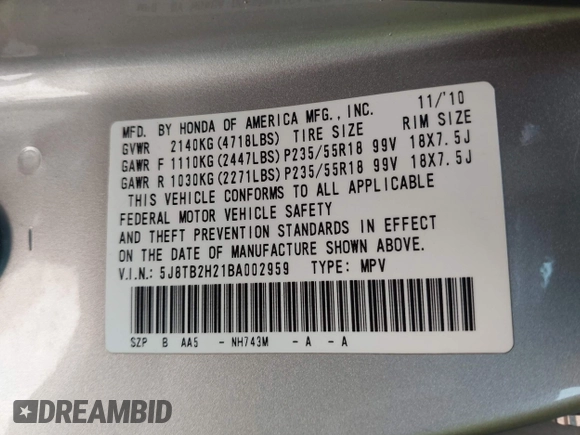 MFD. BY HONDA OF AMERICA MFG., INC. 11/'10
GVWR 2140KG(4718LBS) TIRE SIZE RIM SIZE
GAWR F 1110KG(2447LBS)P235/55R18 99V 18X7.5J
GAWR R 1030KG(2271LBS)P235/55R18 99V 18X7.5J
THIS VEHICLE CONFORMS TO ALL APPLICABLE
FEDERAL MOTOR VEHICLE SAFETY
AND THEFT PREVENTION STANDARDS IN EFFECT
ON THE DATE OF MANUFACTURE SHOWN ABOVE.
V.I.N.: 5J8TB2H21BA002959 TYPE: MPV
SZP B AA5 - NH743M - A - A
DREAMBID